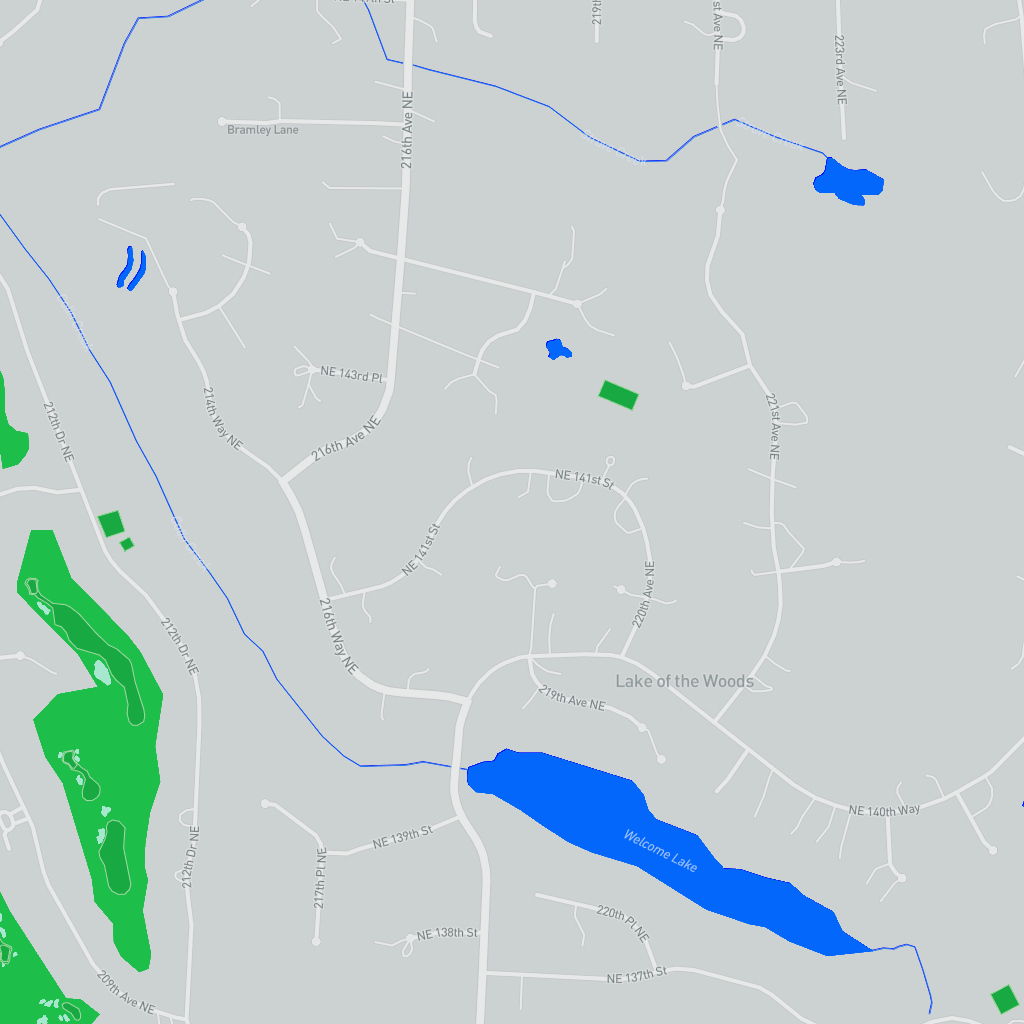 219th
223rd Ave NE
216th Ave NE
Bramley Lane
NE 143rd Pl
214th Way NE
216th Ave NE
212th Dr NE
221st Ave NE
NE 141st St
NE 141st St
220th Ave NE
216th Way NE
212th Dr NE
Lake of the Woods
219th Ave NE
NE 140th Way
Welcome Lake
NE 139th St
212th Dr NE
217th Pl NE
220th Pl NE
NE 138th St
NE 137th St
209th Ave NE